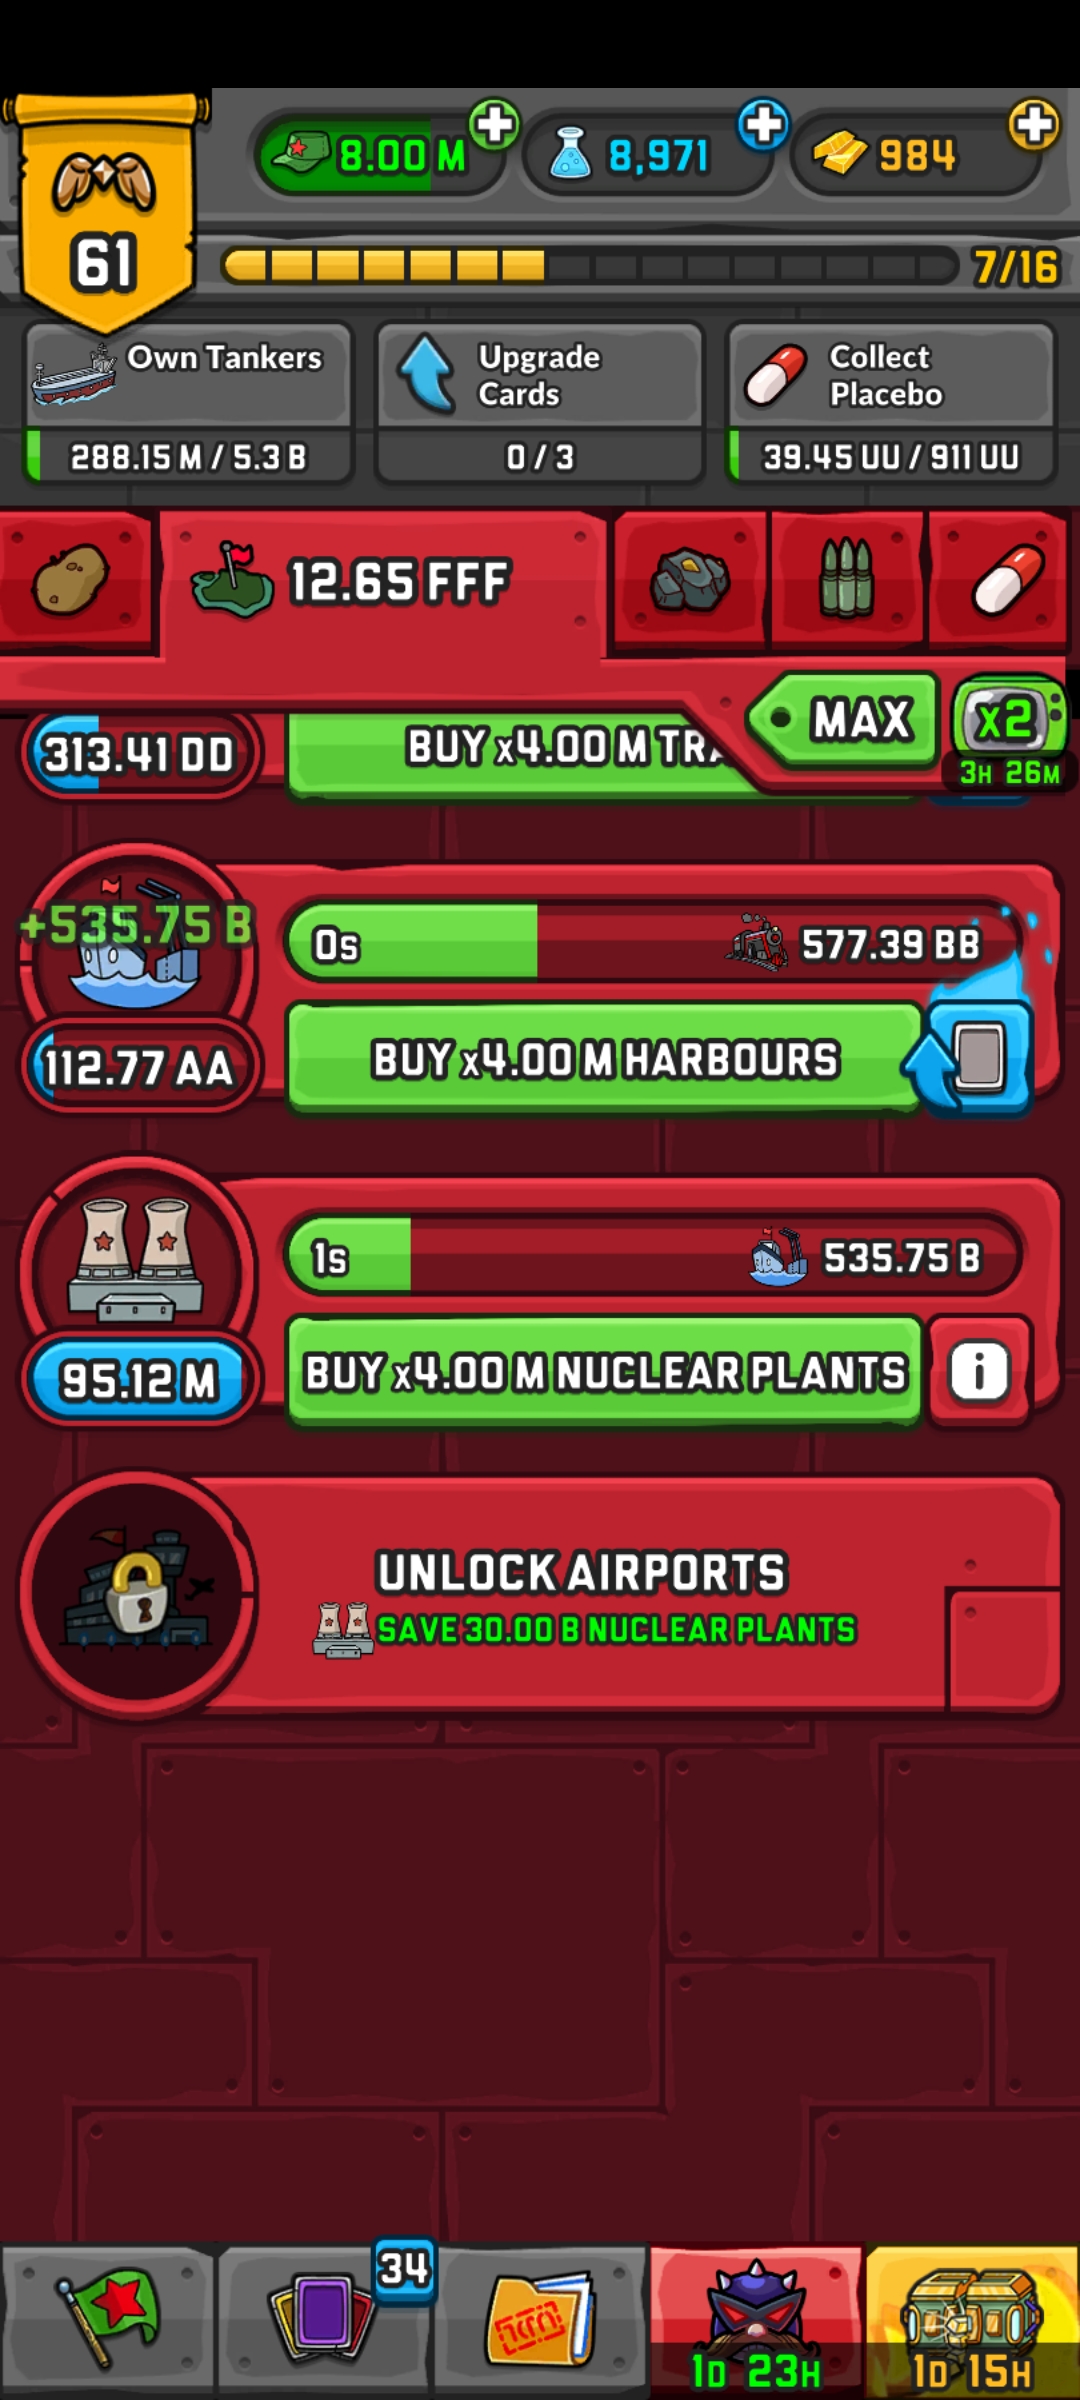 8.00 M
8,971
984
61
7/16
Own Tankers
288.15 M / 5.3 B
Upgrade
Cards
0 / 3
Collect
Placebo
39.45 UU / 911 UU
12.65 FFF
MAX
x2
3H 26M
313.41 DD
BUY x4.00 M TRA
+535.75 B
0s
577.39 BB
112.77 AA
BUY x4.00 M HARBOURS
1s
535.75 B
95.12 M
BUY x4.00 M NUCLEAR PLANTS
i
UNLOCK AIRPORTS
SAVE 30.00 B NUCLEAR PLANTS
34
1D 23H
1D 15H